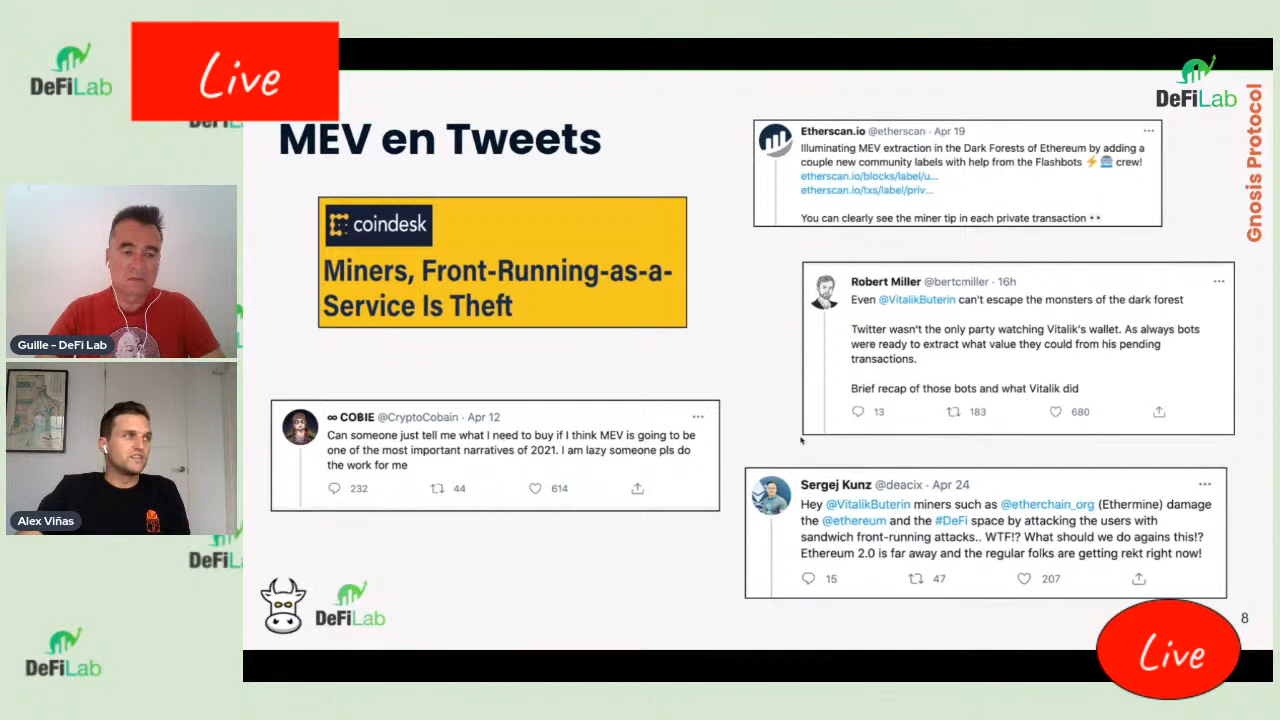 DeFiLab
Live
DeFiLab
Gnosis Protocol
MEV en Tweets
coindesk
Miners, Front-Running-as-a-
Service Is Theft
Etherscan.io @etherscan · Apr 19
Illuminating MEV extraction in the Dark Forests of Ethereum by adding a
couple new community labels with help from the Flashbots ⚡🤖 crew!
etherscan.io/blocks/label/u...
etherscan.io/txs/label/priv...
You can clearly see the miner tip in each private transaction 👀
Robert Miller @bertcmiller · 16h
Even @VitalikButerin can't escape the monsters of the dark forest
Twitter wasn't the only party watching Vitalik's wallet. As always bots
were ready to extract what value they could from his pending
transactions.
Brief recap of those bots and what Vitalik did
13 183 680
∞ COBIE @CryptoCobain · Apr 12
Can someone just tell me what I need to buy if I think MEV is going to be
one of the most important narratives of 2021. I am lazy someone pls do
the work for me
232 44 614
Sergej Kunz @deacix · Apr 24
Hey @VitalikButerin miners such as @etherchain_org (Ethermine) damage
the @ethereum and the #DeFi space by attacking the users with
sandwich front-running attacks.. WTF!? What should we do agains this!?
Ethereum 2.0 is far away and the regular folks are getting rekt right now!
15 47 207
DeFiLab
8
Live
Guille - DeFi Lab
Alex Viñas
DeFiLab
DeFiLab
DeFiL